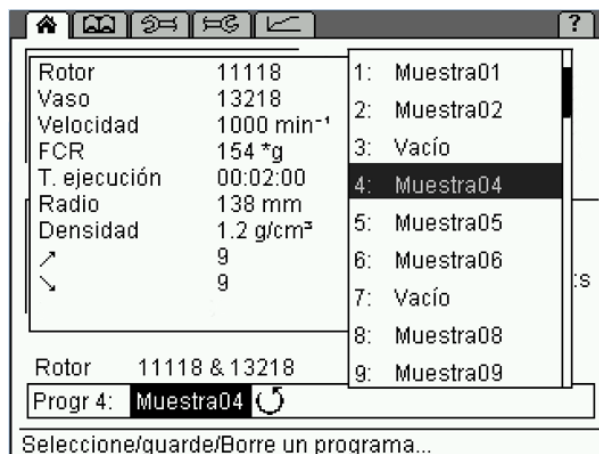 ?
Rotor 11118
Vaso 13218
Velocidad 1000 min⁻¹
FCR 154 *g
T. ejecución 00:02:00
Radio 138 mm
Densidad 1.2 g/cm³
↗ 9
↘ 9
1: Muestra01
2: Muestra02
3: Vacío
4: Muestra04
5: Muestra05
6: Muestra06
7: Vacío
8: Muestra08
9: Muestra09
:s
Rotor 11118 & 13218
Progr 4: Muestra04
Seleccione/guarde/Borre un programa...